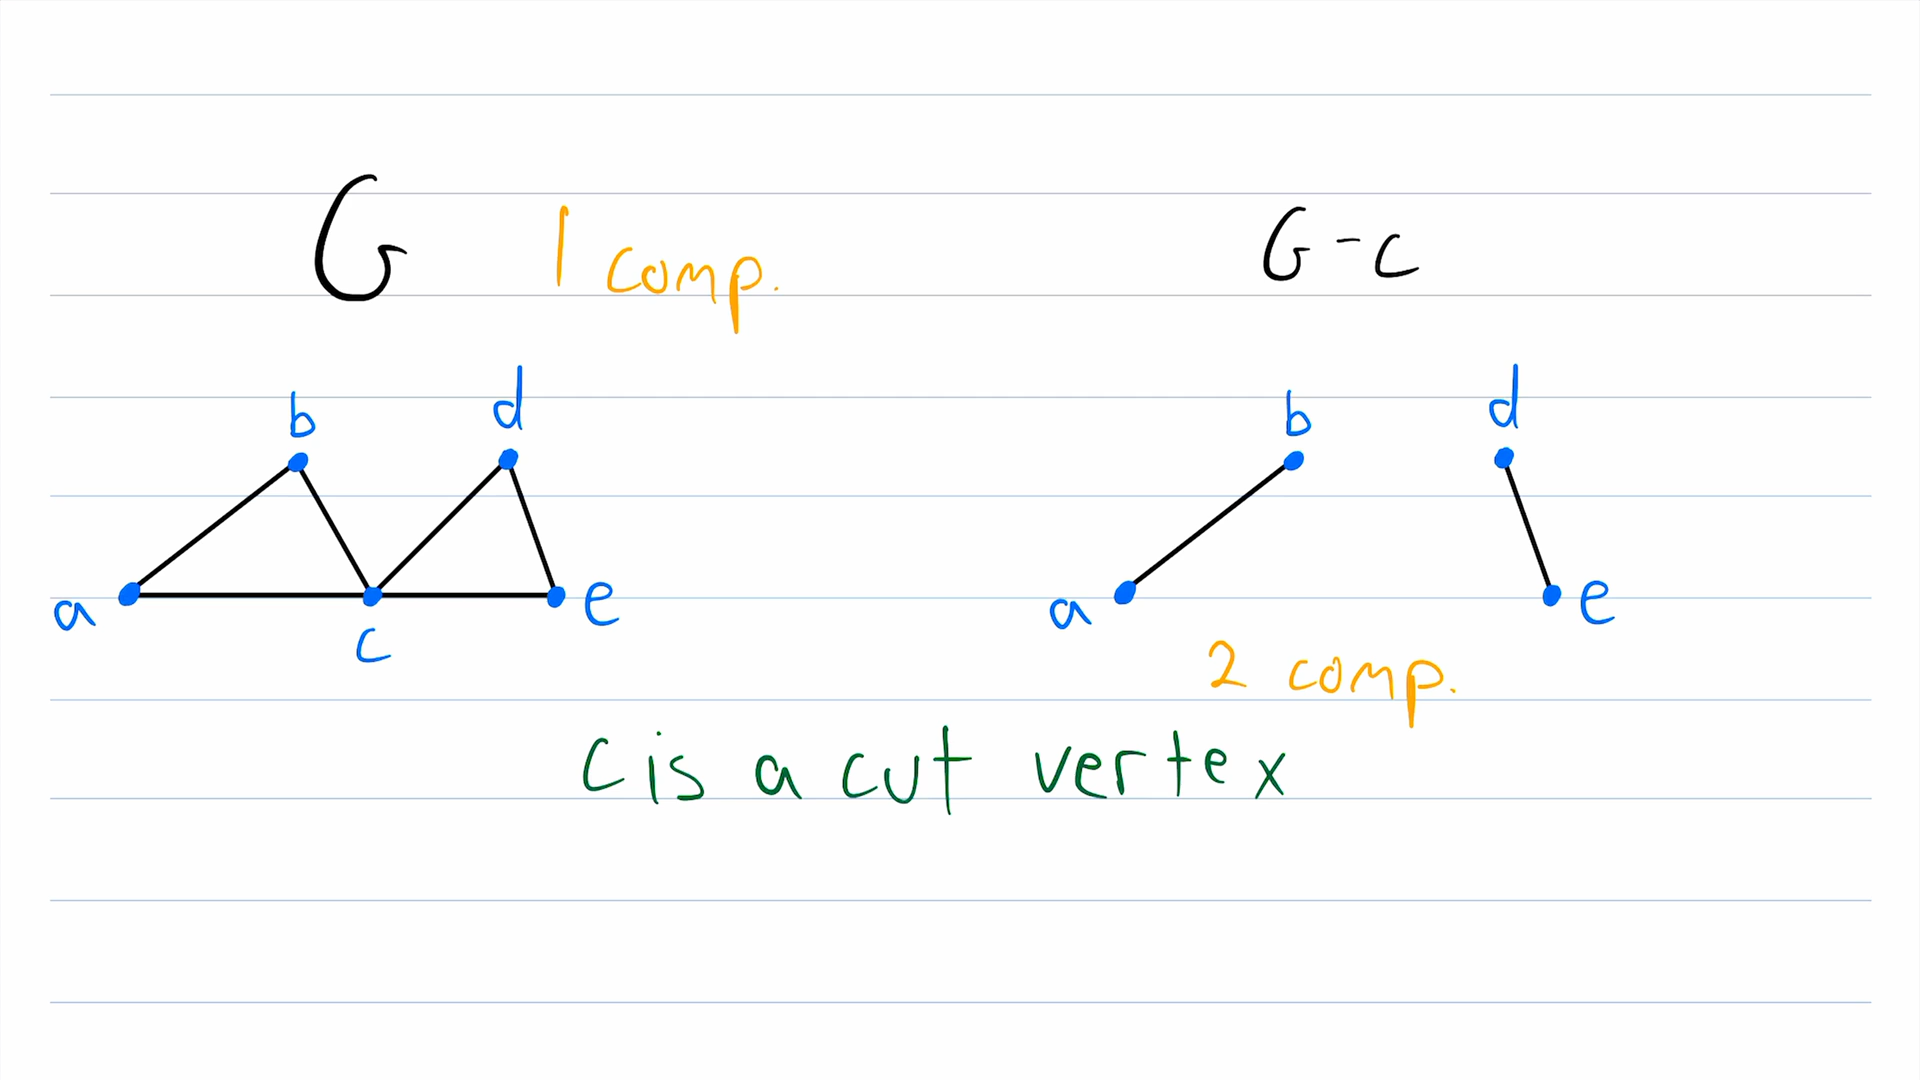 G 1 comp.
G - c
b d
a c e
b d
a e
2 comp.
c is a cut vertex